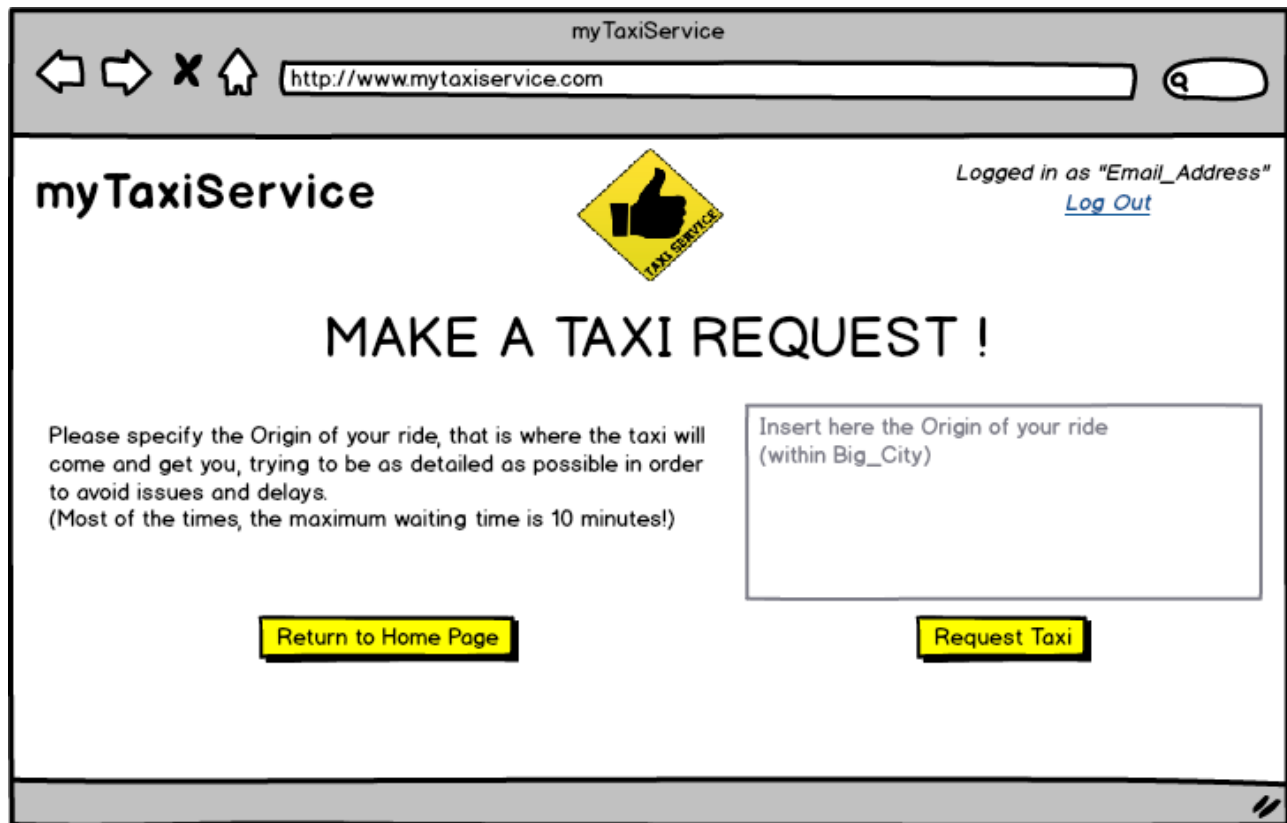 myTaxiService
http://www.mytaxiservice.com
myTaxiService
TAXI SERVICE
Logged in as "Email_Address"
Log Out
MAKE A TAXI REQUEST !
Please specify the Origin of your ride, that is where the taxi will
come and get you, trying to be as detailed as possible in order
to avoid issues and delays.
(Most of the times, the maximum waiting time is 10 minutes!)
Insert here the Origin of your ride
(within Big_City)
Return to Home Page
Request Taxi